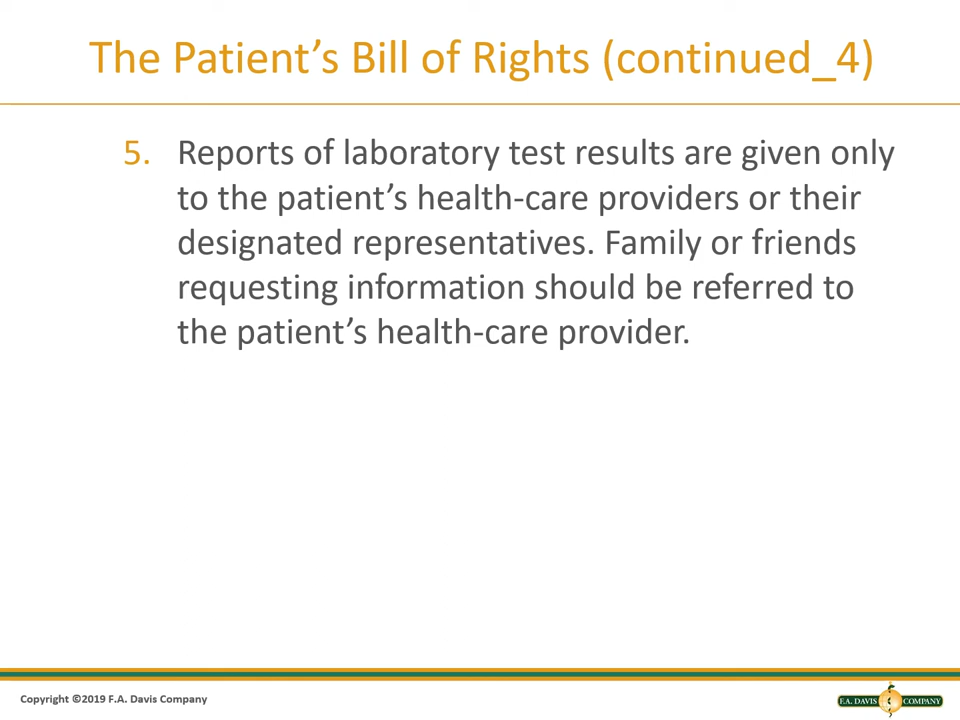 The Patient’s Bill of Rights (continued_4)
5. Reports of laboratory test results are given only
to the patient’s health-care providers or their
designated representatives. Family or friends
requesting information should be referred to
the patient’s health-care provider.
Copyright ©2019 F.A. Davis Company
F.A. DAVIS COMPANY